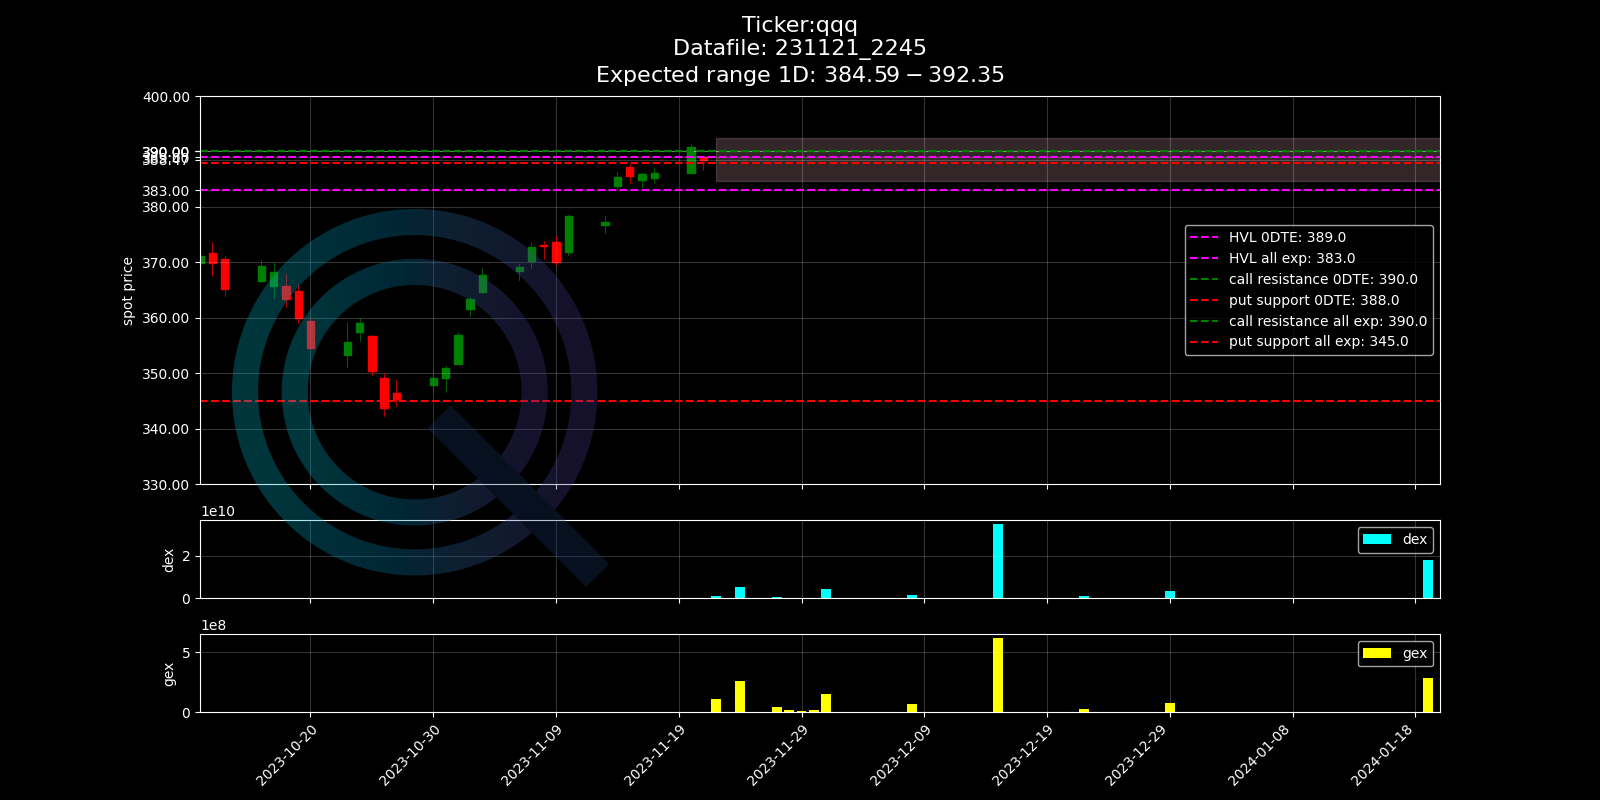 Ticker:qqq
Datafile: 231121_2245
Expected range 1D: 384.59 − 392.35
400.00
390.00
383.00
380.00
370.00
360.00
350.00
340.00
330.00
spot price
HVL 0DTE: 389.0
HVL all exp: 383.0
call resistance 0DTE: 390.0
put support 0DTE: 388.0
call resistance all exp: 390.0
put support all exp: 345.0
1e10
2
0
dex
dex
1e8
5
0
gex
gex
2023-10-20
2023-10-30
2023-11-09
2023-11-19
2023-11-29
2023-12-09
2023-12-19
2023-12-29
2024-01-08
2024-01-18